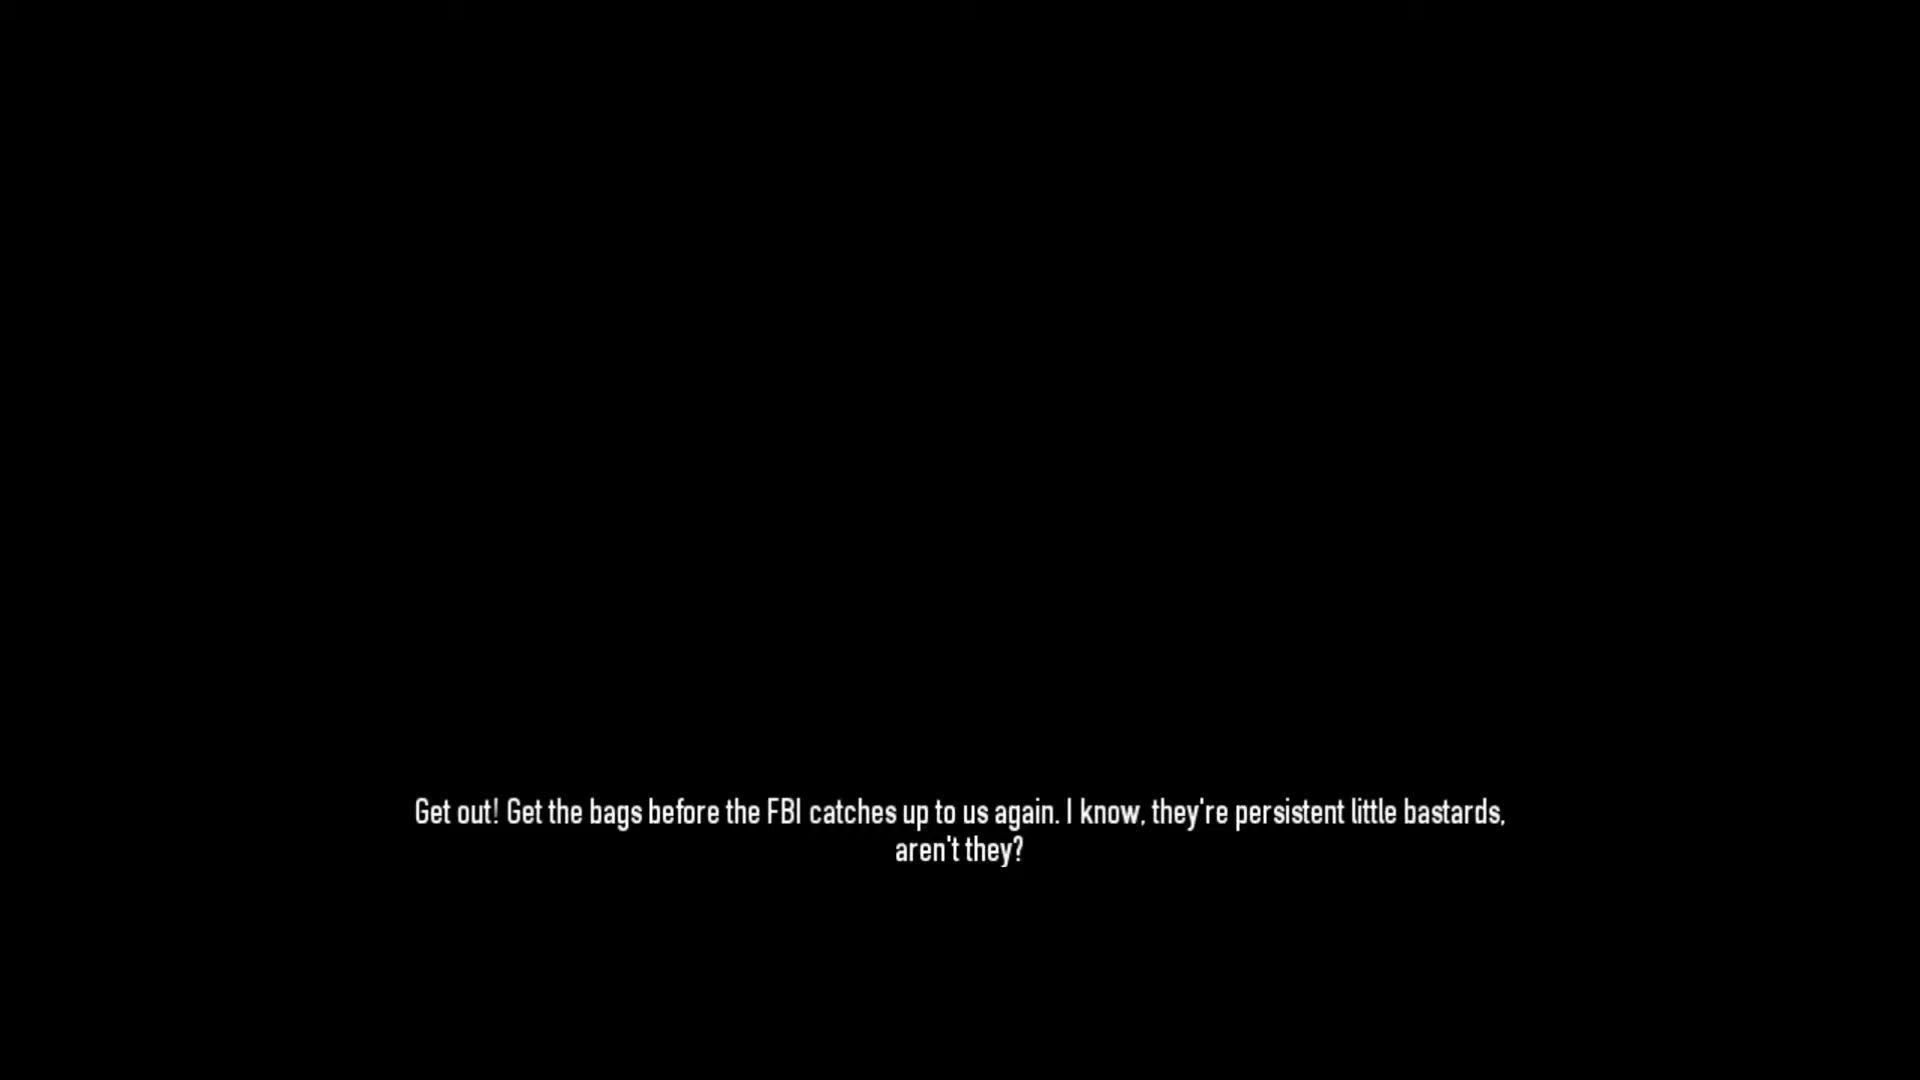 Get out! Get the bags before the FBI catches up to us again. I know, they're persistent little bastards,
aren't they?